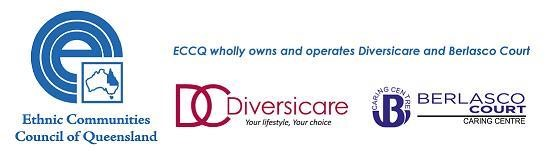 Ethnic Communities
Council of Queensland
ECCQ wholly owns and operates Diversicare and Berlasco Court
DC Diversicare
Your lifestyle, Your choice
CARING CENTRE
B
BERLASCO
COURT
CARING CENTRE